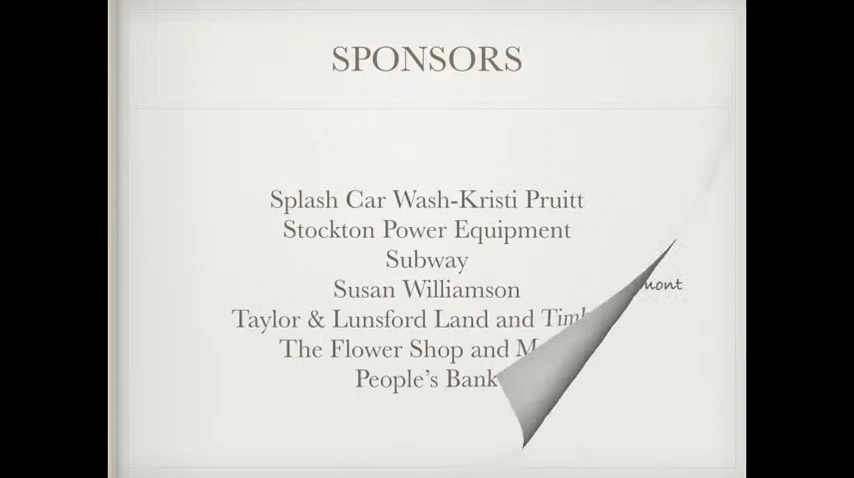 SPONSORS
Splash Car Wash-Kristi Pruitt
Stockton Power Equipment
Subway
Susan Williamson
Taylor & Lunsford Land and
The Flower Shop and
People's Bank